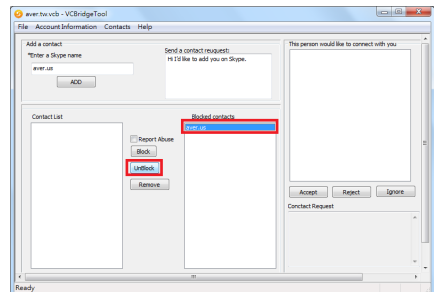 aver.tw.vcb - VCBridgeTool
File Account Information Contacts Help
Add a contact
*Enter a Skype name
aver.us
ADD
Send a contact reuquest:
Hi I'd like to add you on Skype.
This person would like to connect with you
Contact List
Blocked contacts
aver.us
Report Abuse
Block
UnBlock
Remove
Accept Reject Ignore
Conctact Request
Ready